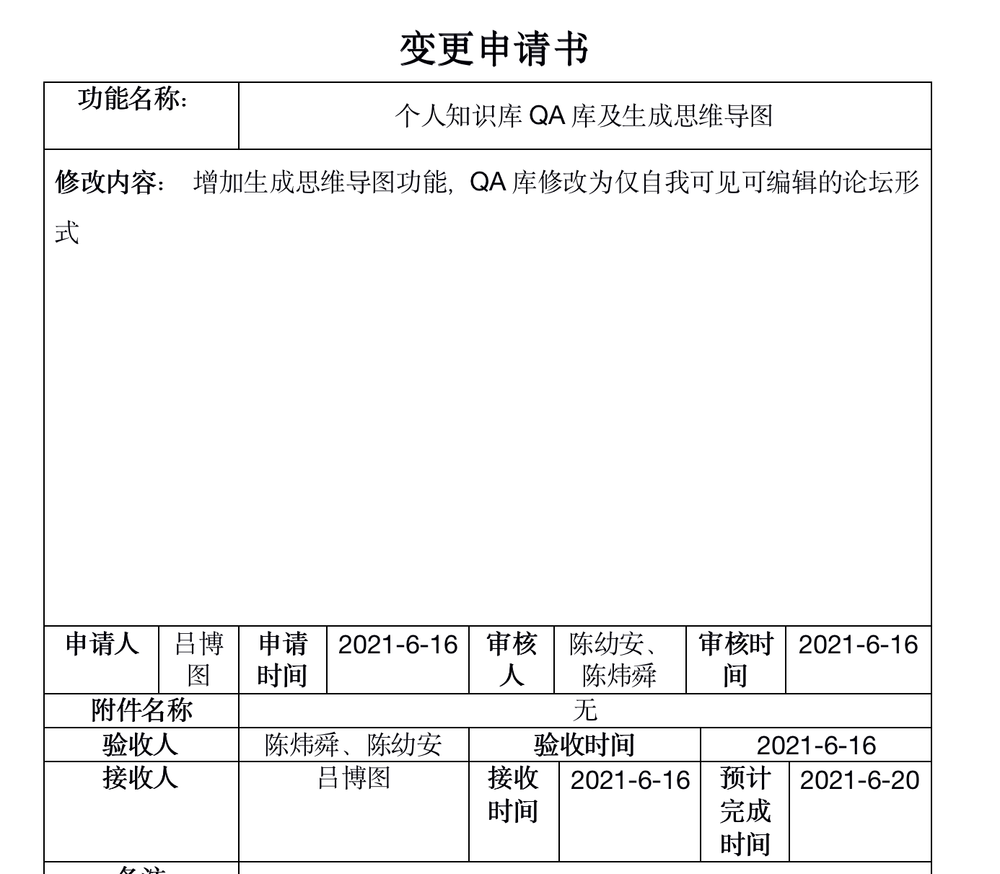 变更申请书
功能名称：
个人知识库 QA 库及生成思维导图
修改内容： 增加生成思维导图功能，QA 库修改为仅自我可见可编辑的论坛形
式
申请人
吕博
图
申请
时间
2021-6-16
审核
人
陈幼安、
陈炜舜
审核时
间
2021-6-16
附件名称
无
验收人
陈炜舜、陈幼安
验收时间
2021-6-16
接收人
吕博图
接收
时间
2021-6-16
预计
完成
时间
2021-6-20